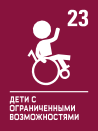 23
ДЕТИ С
ОГРАНИЧЕННЫМИ
ВОЗМОЖНОСТЯМИ